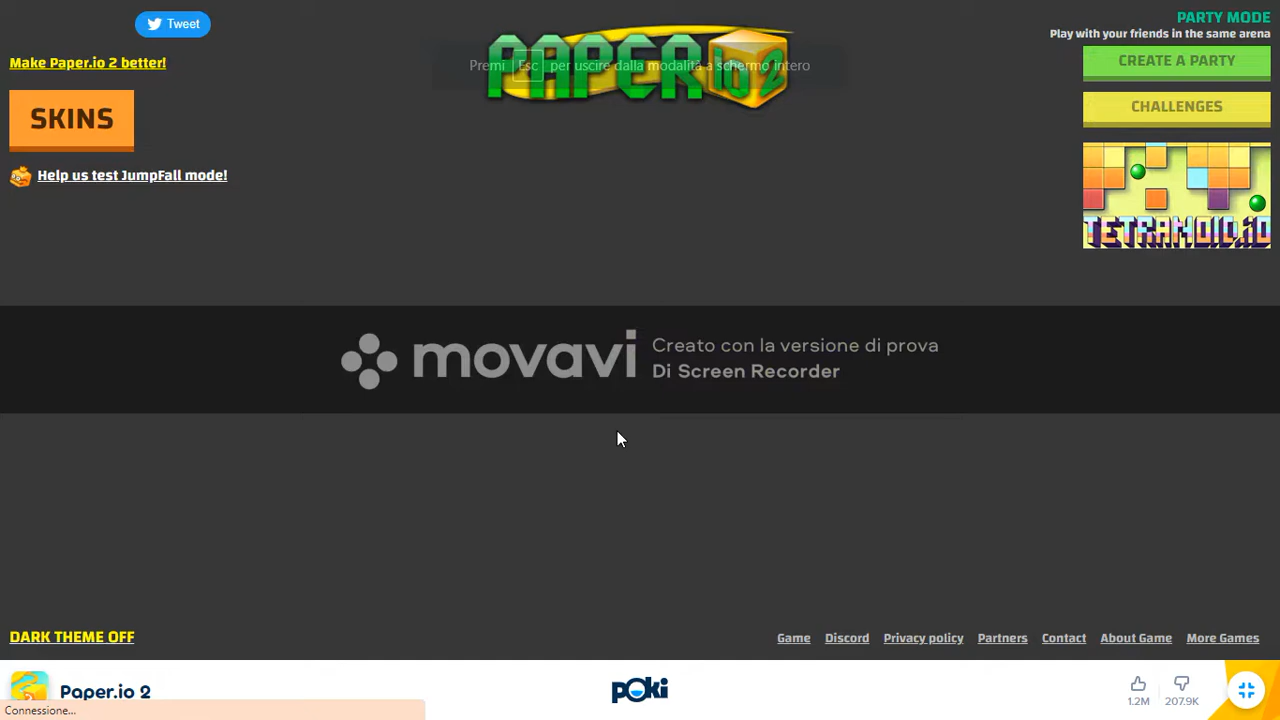 Tweet
PARTY MODE
Play with your friends in the same arena
Make Paper.io 2 better!
PAPER io 2
Premi Esc per uscire dalla modalità a schermo intero
CREATE A PARTY
SKINS
CHALLENGES
Help us test JumpFall mode!
TETRANOID.IO
movavi
Creato con la versione di prova
Di Screen Recorder
DARK THEME OFF
Game Discord Privacy policy Partners Contact About Game More Games
Paper.io 2
POKi
1.2M
207.9K
Connessione...